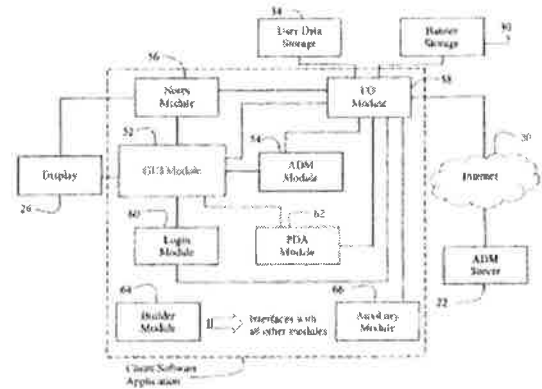 34
User Data
Storage
Banner
Storage
30
56
Notes
Module
I/O
Module
58
52
GUI Module
54
ADM
Module
Display
26
20
Internet
60
Login
Module
62
PDA
Module
ADM
Server
22
64
Builder
Module
Interfaces with
all other modules
66
Auxiliary
Module
Client Software
Application